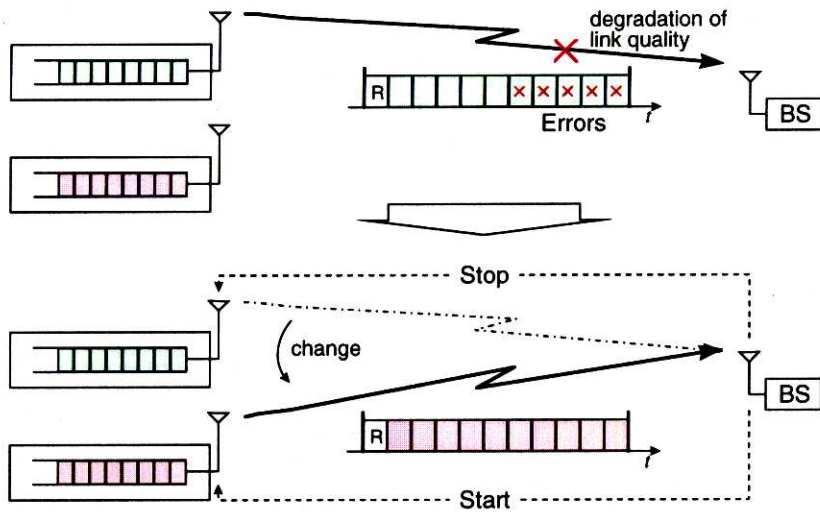 degradation of
link quality
R
× × × × ×
Errors
t
BS
Stop
change
BS
R
t
Start